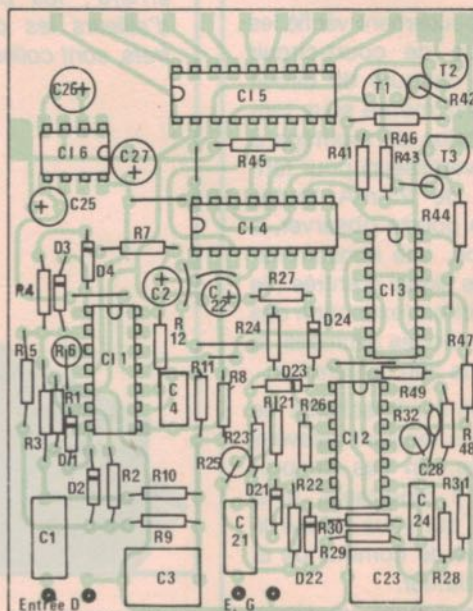 C26
CI5
T1
T2
R42
CI6
C27
R45
R46
R41
R43
T3
C25
R44
D3
D4
R7
CI4
CI3
R4
C2
C22
R27
R24
D24
R47
R5
R6
CI1
R12
R11
R8
D23
R49
C4
R3
R1
D1
R23
R21
R26
CI2
R32
R48
C28
R25
D2
R2
R10
D21
R22
R30
C24
R31
C1
R9
C21
R29
R28
C3
D22
C23
Entrée D
E. G